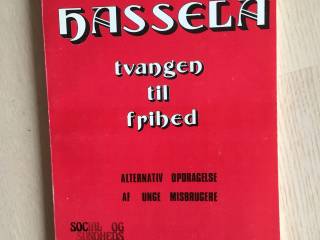 HASSELA
tvangen
til
frihed
ALTERNATIV OPDRAGELSE
AF UNGE MISBRUGERE
SOCIAL OG
SUNDHEDS